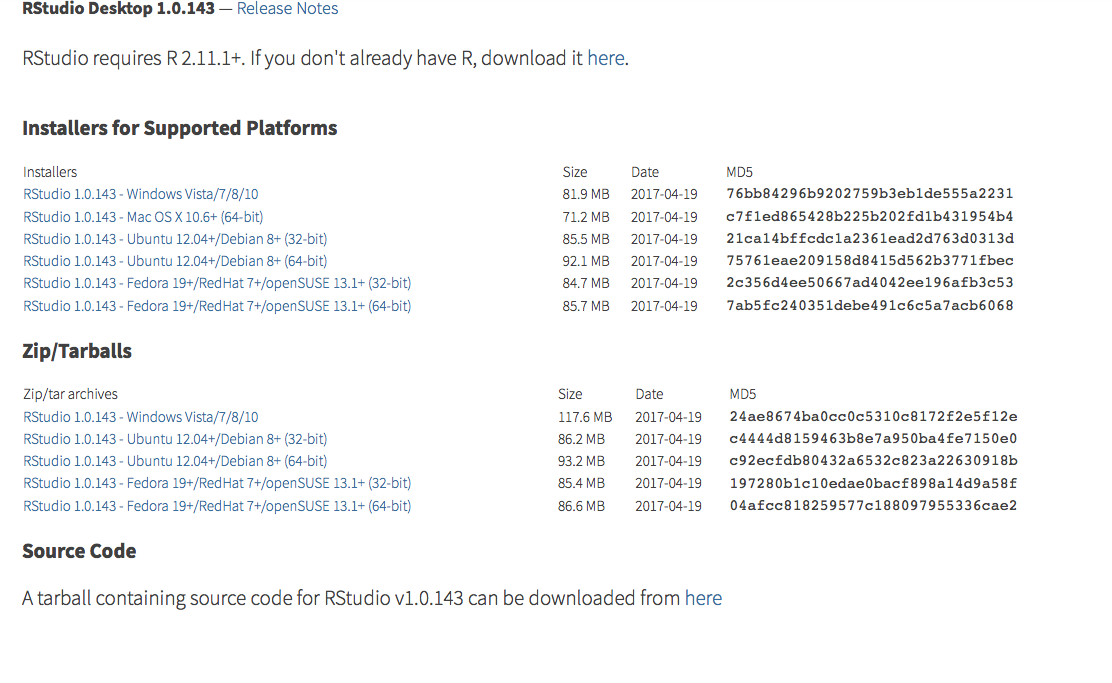 RStudio Desktop 1.0.143 — Release Notes
RStudio requires R 2.11.1+. If you don't already have R, download it here.
Installers for Supported Platforms
Installers Size Date MD5
RStudio 1.0.143 - Windows Vista/7/8/10 81.9 MB 2017-04-19 76bb84296b9202759b3eb1de555a2231
RStudio 1.0.143 - Mac OS X 10.6+ (64-bit) 71.2 MB 2017-04-19 c7f1ed865428b225b202fd1b431954b4
RStudio 1.0.143 - Ubuntu 12.04+/Debian 8+ (32-bit) 85.5 MB 2017-04-19 21ca14bffcdc1a2361ead2d763d0313d
RStudio 1.0.143 - Ubuntu 12.04+/Debian 8+ (64-bit) 92.1 MB 2017-04-19 75761eae209158d8415d562b3771fbec
RStudio 1.0.143 - Fedora 19+/RedHat 7+/openSUSE 13.1+ (32-bit) 84.7 MB 2017-04-19 2c356d4ee50667ad4042ee196afb3c53
RStudio 1.0.143 - Fedora 19+/RedHat 7+/openSUSE 13.1+ (64-bit) 85.7 MB 2017-04-19 7ab5fc240351debe491c6c5a7acb6068
Zip/Tarballs
Zip/tar archives Size Date MD5
RStudio 1.0.143 - Windows Vista/7/8/10 117.6 MB 2017-04-19 24ae8674ba0cc0c5310c8172f2e5f12e
RStudio 1.0.143 - Ubuntu 12.04+/Debian 8+ (32-bit) 86.2 MB 2017-04-19 c4444d8159463b8e7a950ba4fe7150e0
RStudio 1.0.143 - Ubuntu 12.04+/Debian 8+ (64-bit) 93.2 MB 2017-04-19 c92ecfdb80432a6532c823a22630918b
RStudio 1.0.143 - Fedora 19+/RedHat 7+/openSUSE 13.1+ (32-bit) 85.4 MB 2017-04-19 197280b1c10edae0bacf898a14d9a58f
RStudio 1.0.143 - Fedora 19+/RedHat 7+/openSUSE 13.1+ (64-bit) 86.6 MB 2017-04-19 04afcc818259577c188097955336cae2
Source Code
A tarball containing source code for RStudio v1.0.143 can be downloaded from here